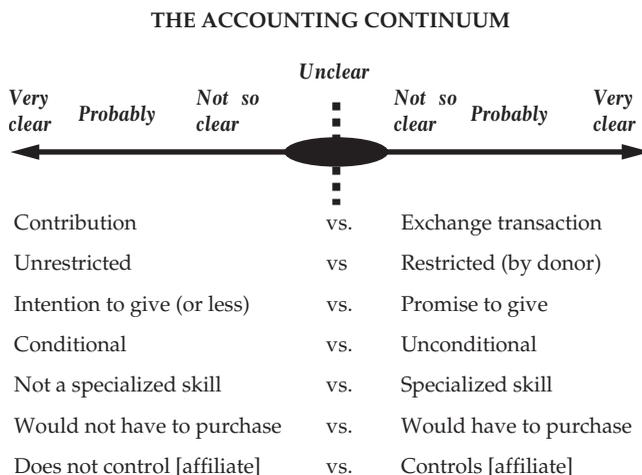 THE ACCOUNTING CONTINUUM
Unclear
Very clear
Probably
Not so clear
Not so clear
Probably
Very clear
Contribution vs. Exchange transaction
Unrestricted vs Restricted (by donor)
Intention to give (or less) vs. Promise to give
Conditional vs. Unconditional
Not a specialized skill vs. Specialized skill
Would not have to purchase vs. Would have to purchase
Does not control [affiliate] vs. Controls [affiliate]